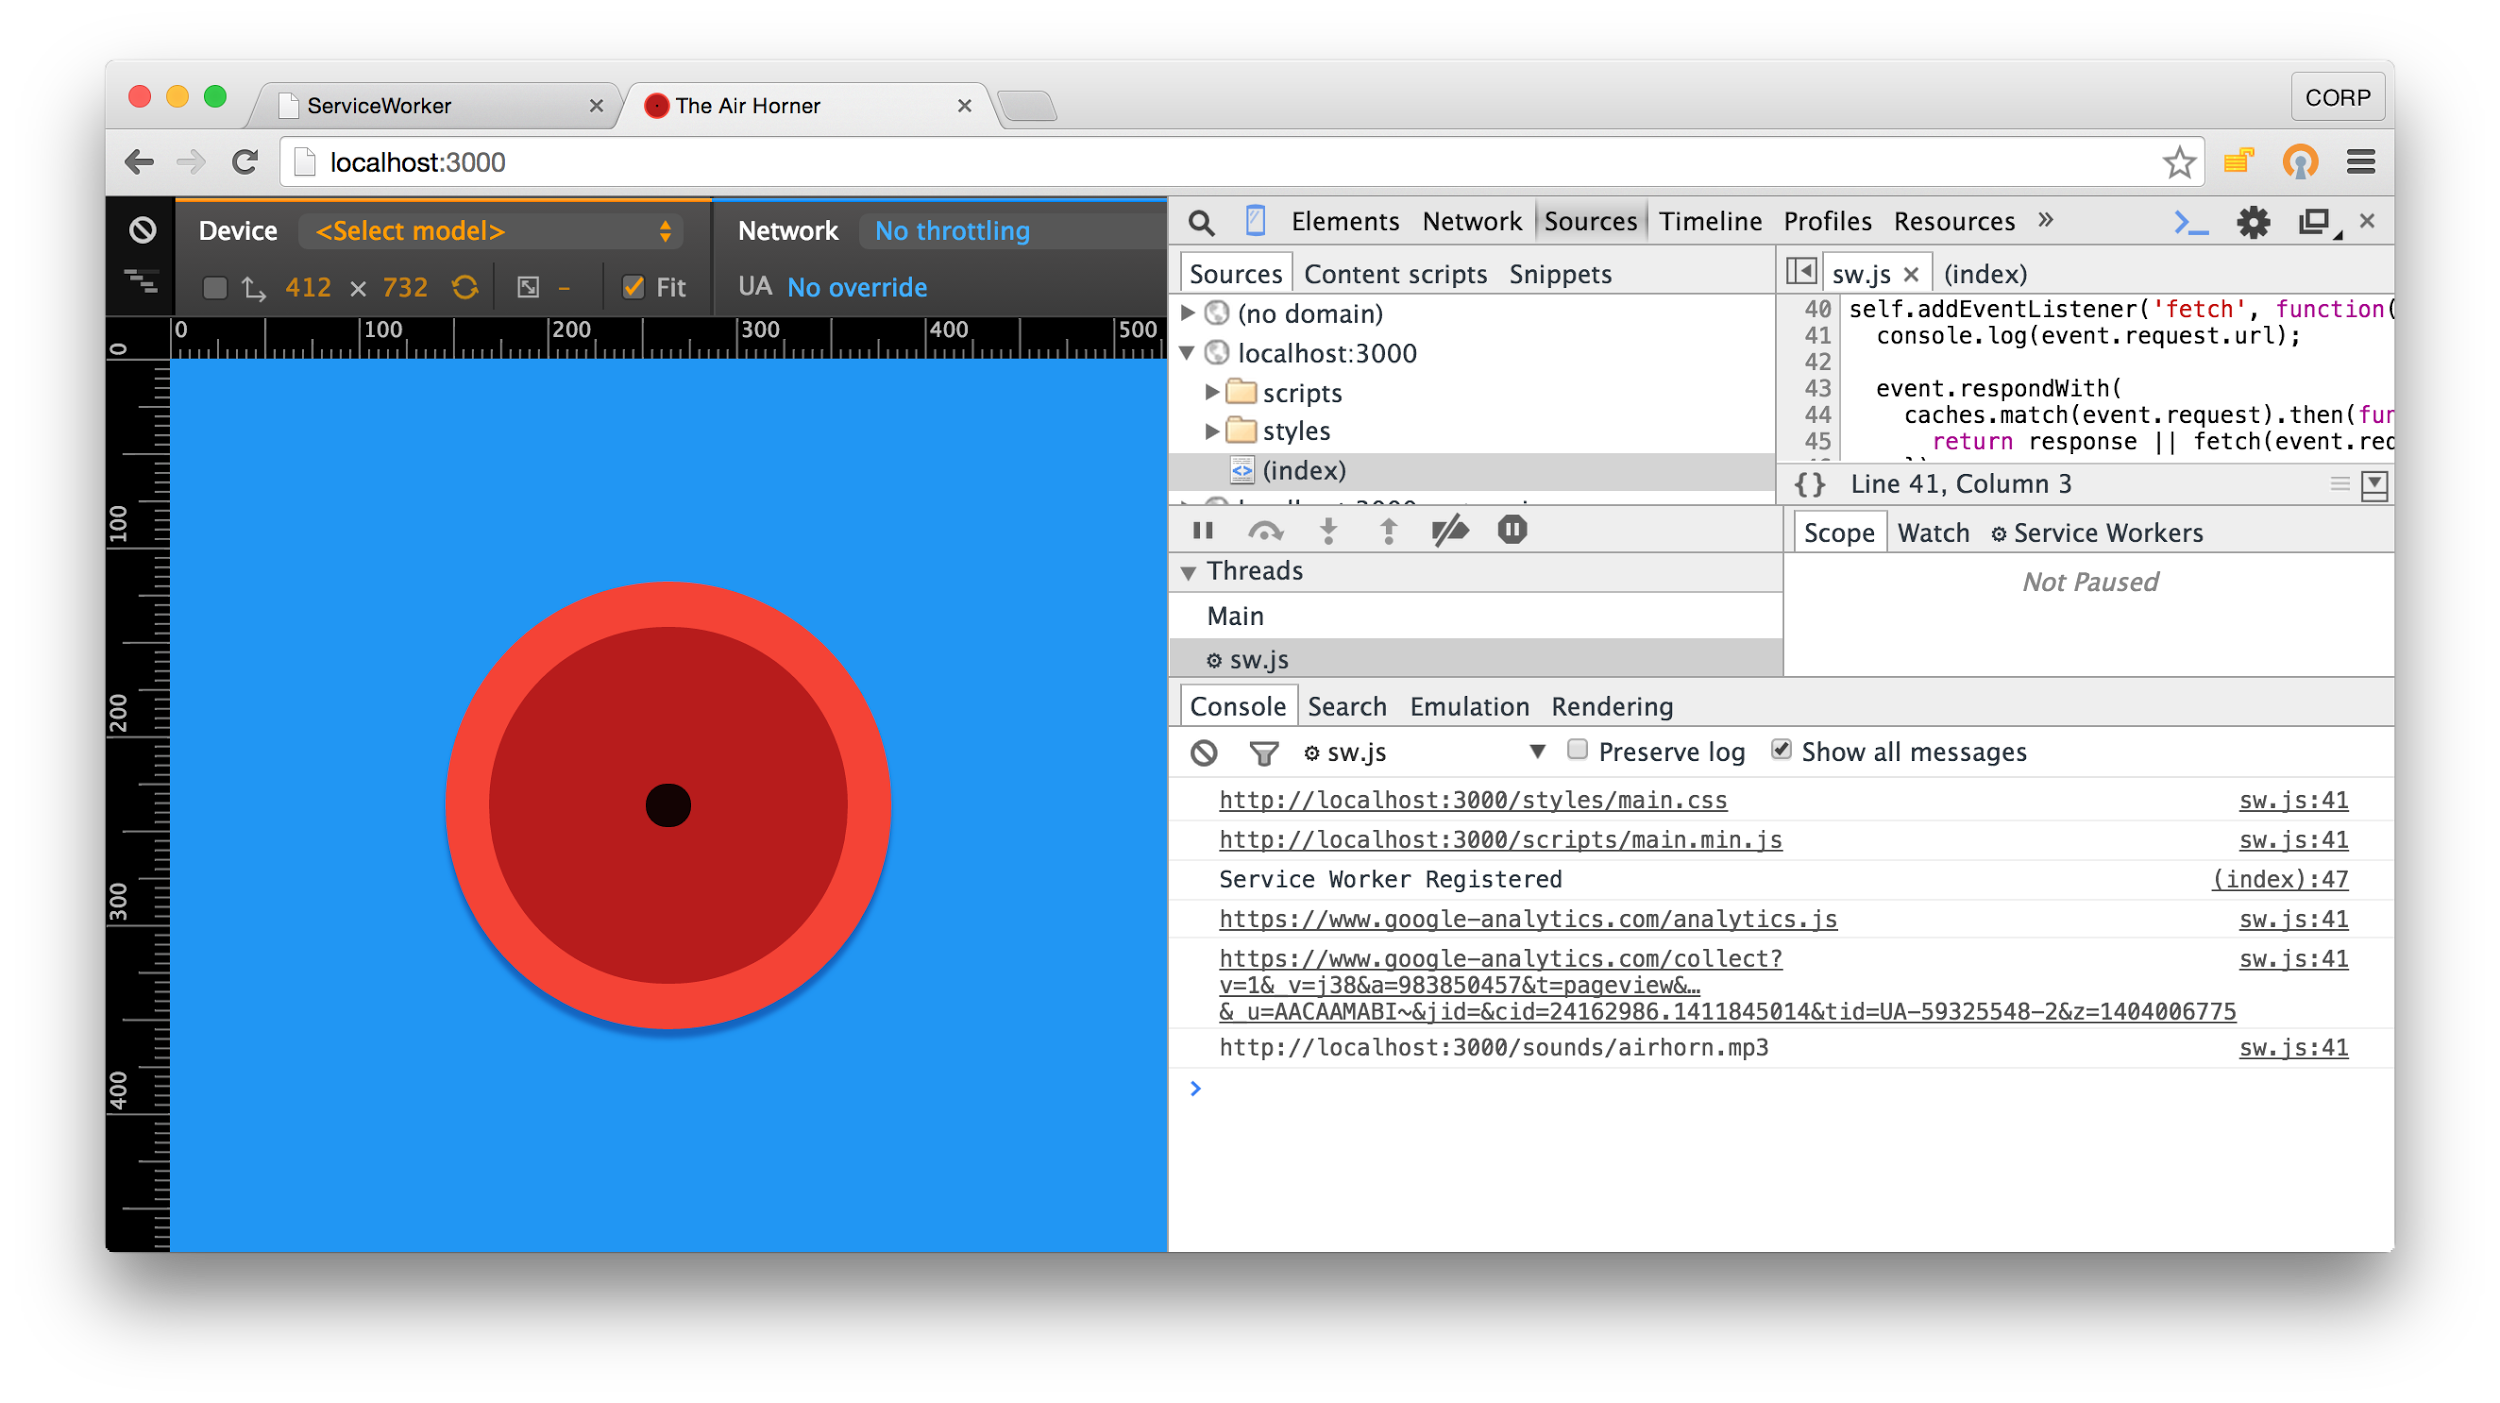 ServiceWorker
The Air Horner
CORP
localhost:3000
Device <Select model> Network No throttling
412 × 732 – Fit UA No override
0 100 200 300 400 500
0
100
200
300
400
Elements Network Sources Timeline Profiles Resources »
Sources Content scripts Snippets
(no domain)
localhost:3000
scripts
styles
(index)
sw.js × (index)
40 self.addEventListener('fetch', function(
41 console.log(event.request.url);
42
43 event.respondWith(
44 caches.match(event.request).then(fun
45 return response || fetch(event.req
{} Line 41, Column 3
Threads
Main
sw.js
Scope Watch Service Workers
Not Paused
Console Search Emulation Rendering
sw.js Preserve log Show all messages
http://localhost:3000/styles/main.css sw.js:41
http://localhost:3000/scripts/main.min.js sw.js:41
Service Worker Registered (index):47
https://www.google-analytics.com/analytics.js sw.js:41
https://www.google-analytics.com/collect? sw.js:41
v=1&_v=j38&a=983850457&t=pageview&…
&_u=AACAAMABI~&jid=&cid=24162986.1411845014&tid=UA-59325548-2&z=1404006775
http://localhost:3000/sounds/airhorn.mp3 sw.js:41
>